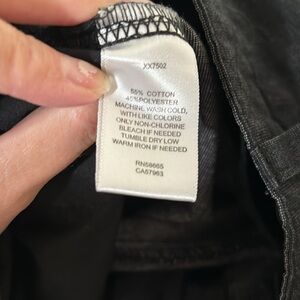 XX7502
55% COTTON
45%POLYESTER
MACHINE WASH COLD,
WITH LIKE COLORS
ONLY NON-CHLORINE
BLEACH IF NEEDED
TUMBLE DRY LOW
WARM IRON IF NEEDED
RN56665
CA57963